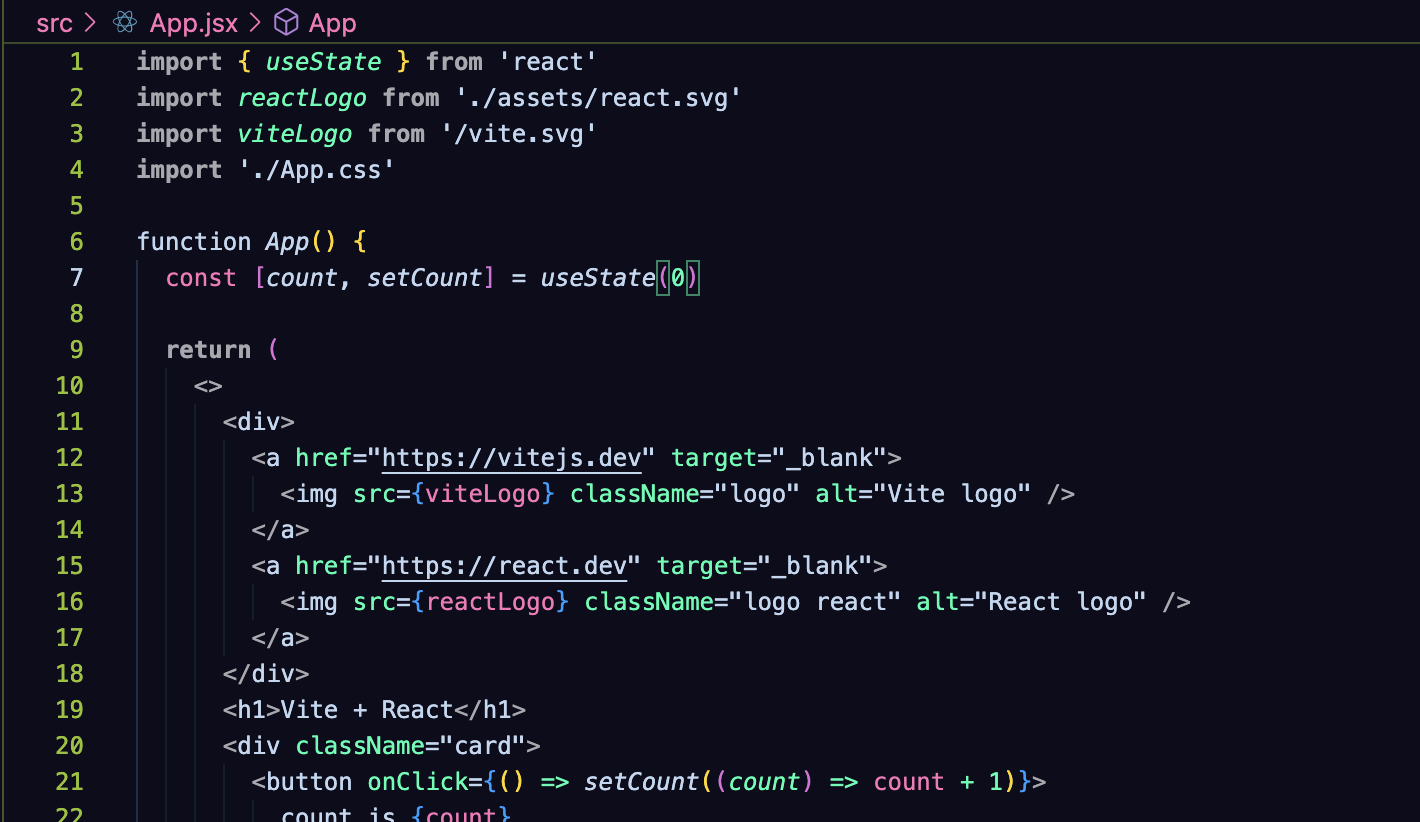 src > App.jsx > App
1 import { useState } from 'react'
2 import reactLogo from './assets/react.svg'
3 import viteLogo from '/vite.svg'
4 import './App.css'
5
6 function App() {
7   const [count, setCount] = useState(0)
8
9   return (
10     <>
11       <div>
12         <a href="https://vitejs.dev" target="_blank">
13           <img src={viteLogo} className="logo" alt="Vite logo" />
14         </a>
15         <a href="https://react.dev" target="_blank">
16           <img src={reactLogo} className="logo react" alt="React logo" />
17         </a>
18       </div>
19       <h1>Vite + React</h1>
20       <div className="card">
21         <button onClick={() => setCount((count) => count + 1)}>
22           count is {count}